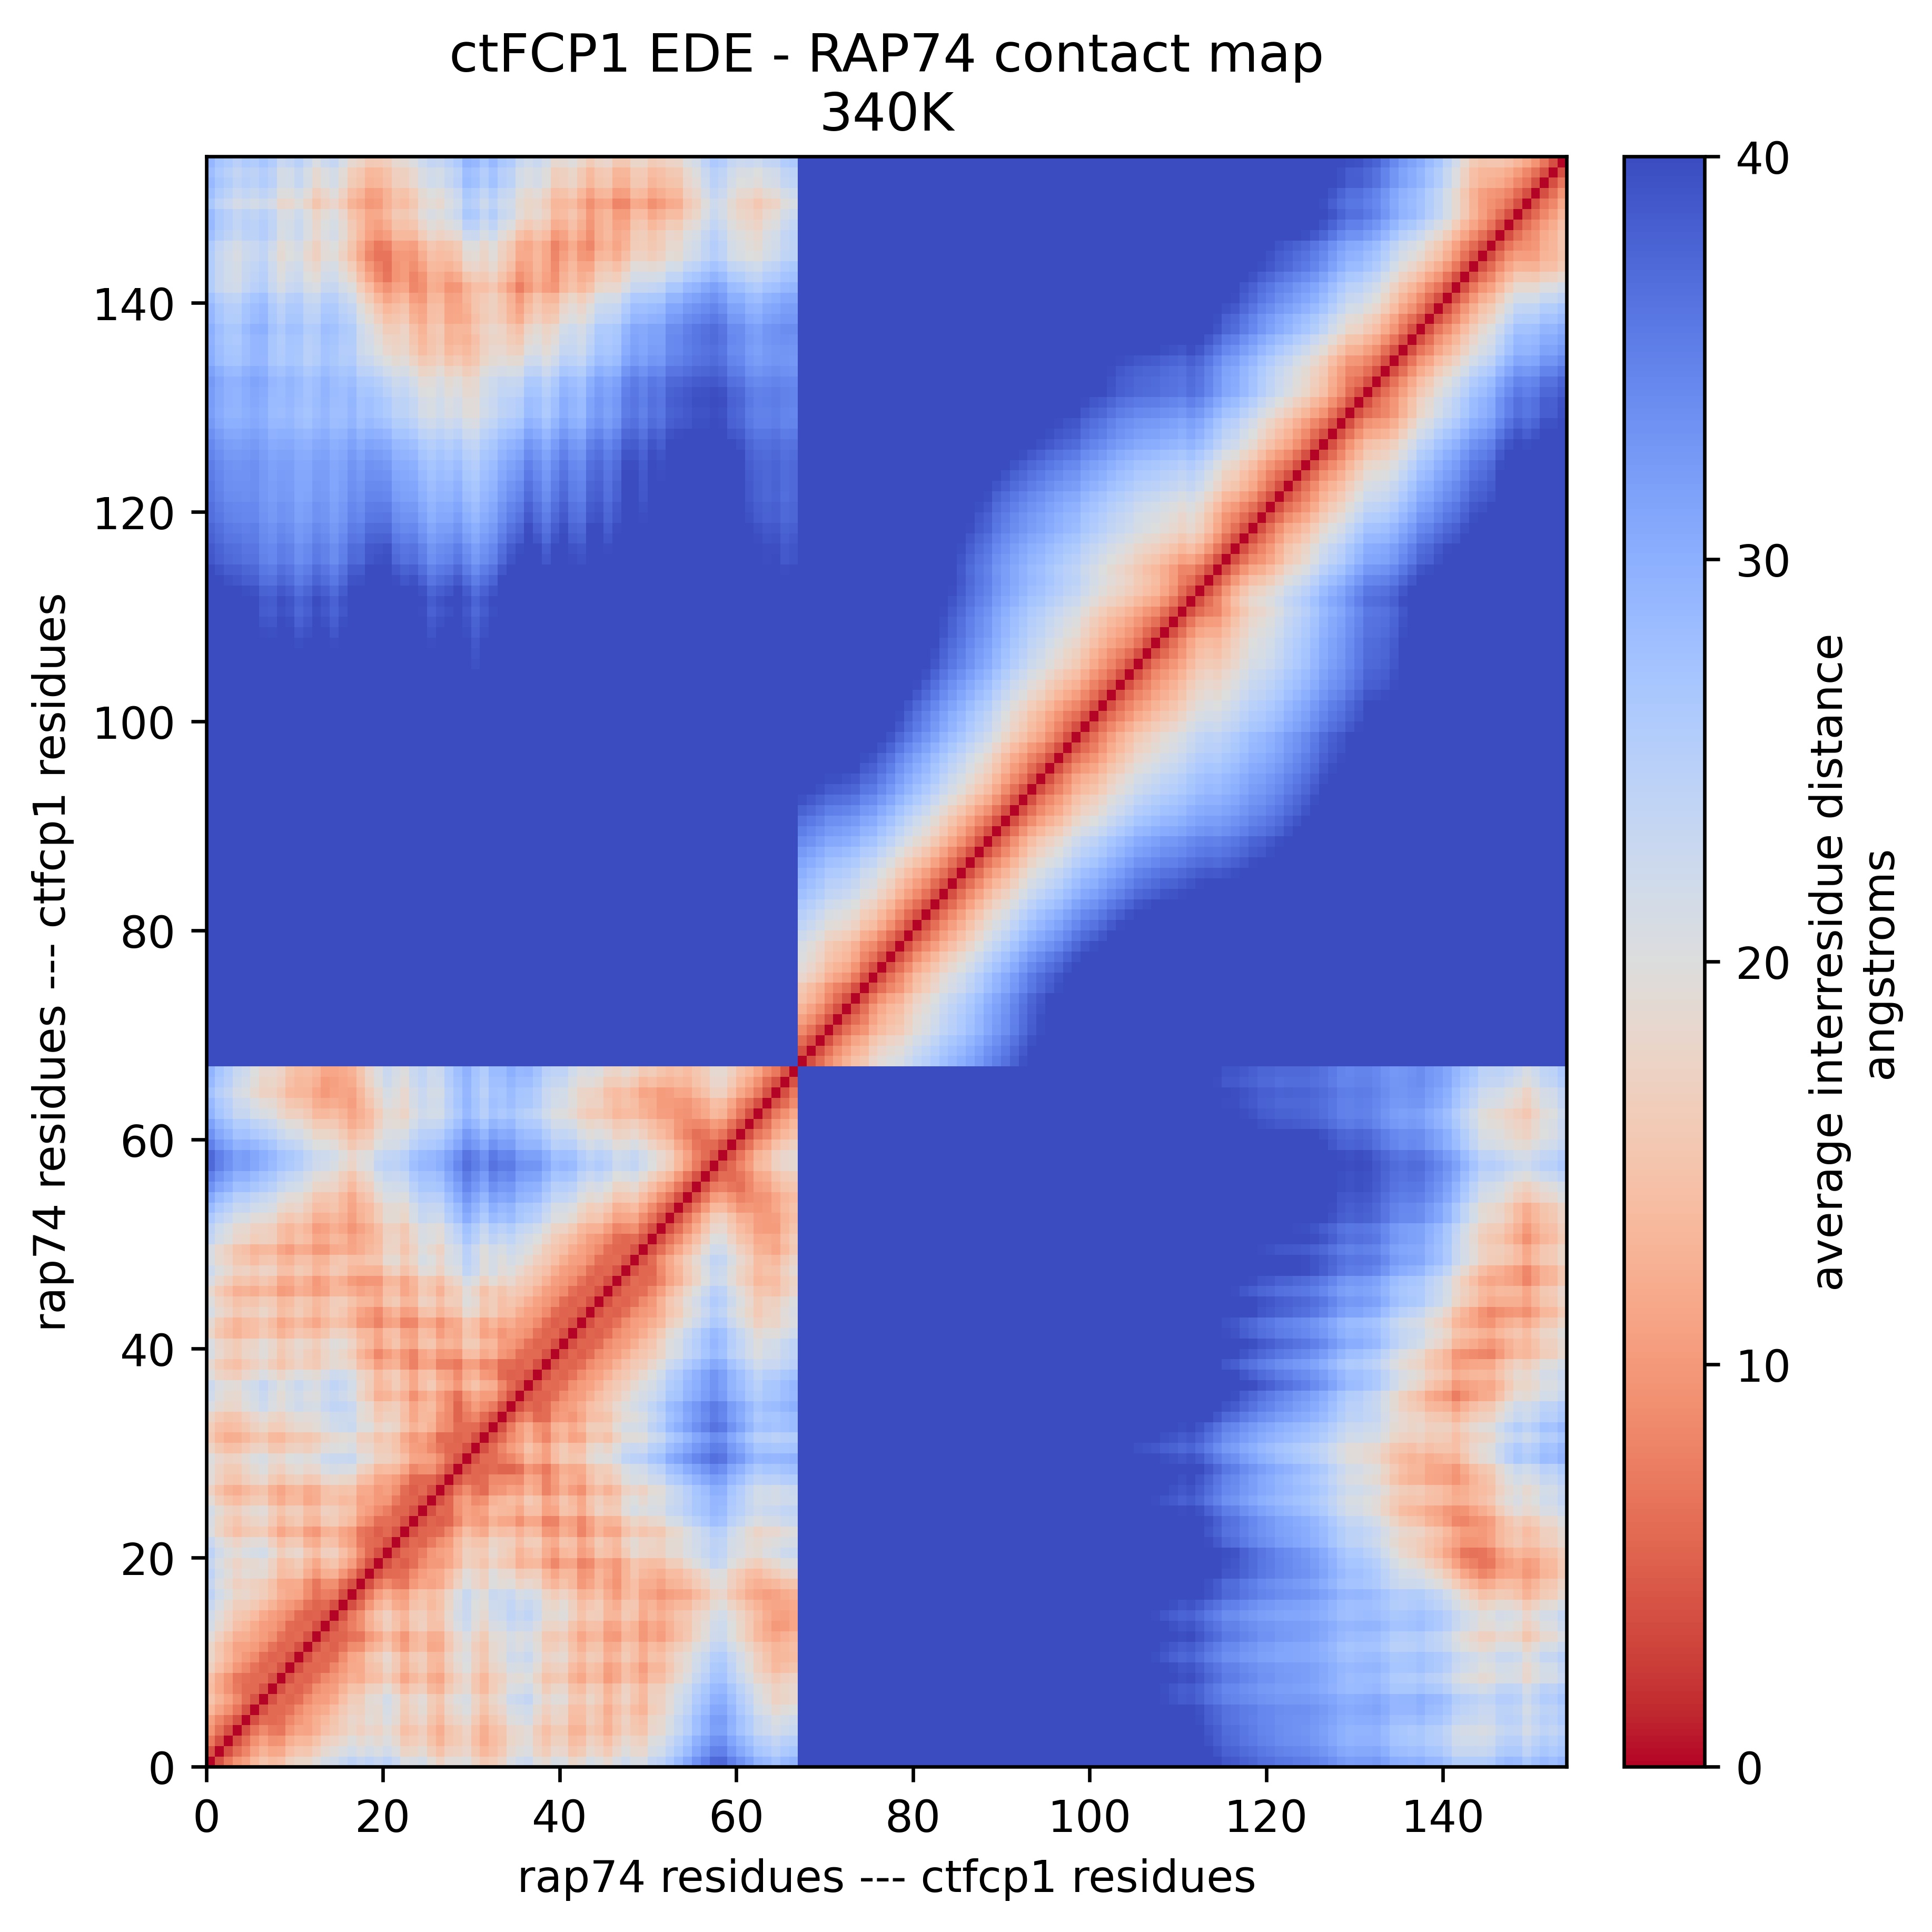 ctFCP1 EDE - RAP74 contact map
340K
140
120
100
80
60
40
20
0
rap74 residues --- ctfcp1 residues
0 20 40 60 80 100 120 140
rap74 residues --- ctfcp1 residues
40
30
20
10
0
average interresidue distance
angstroms